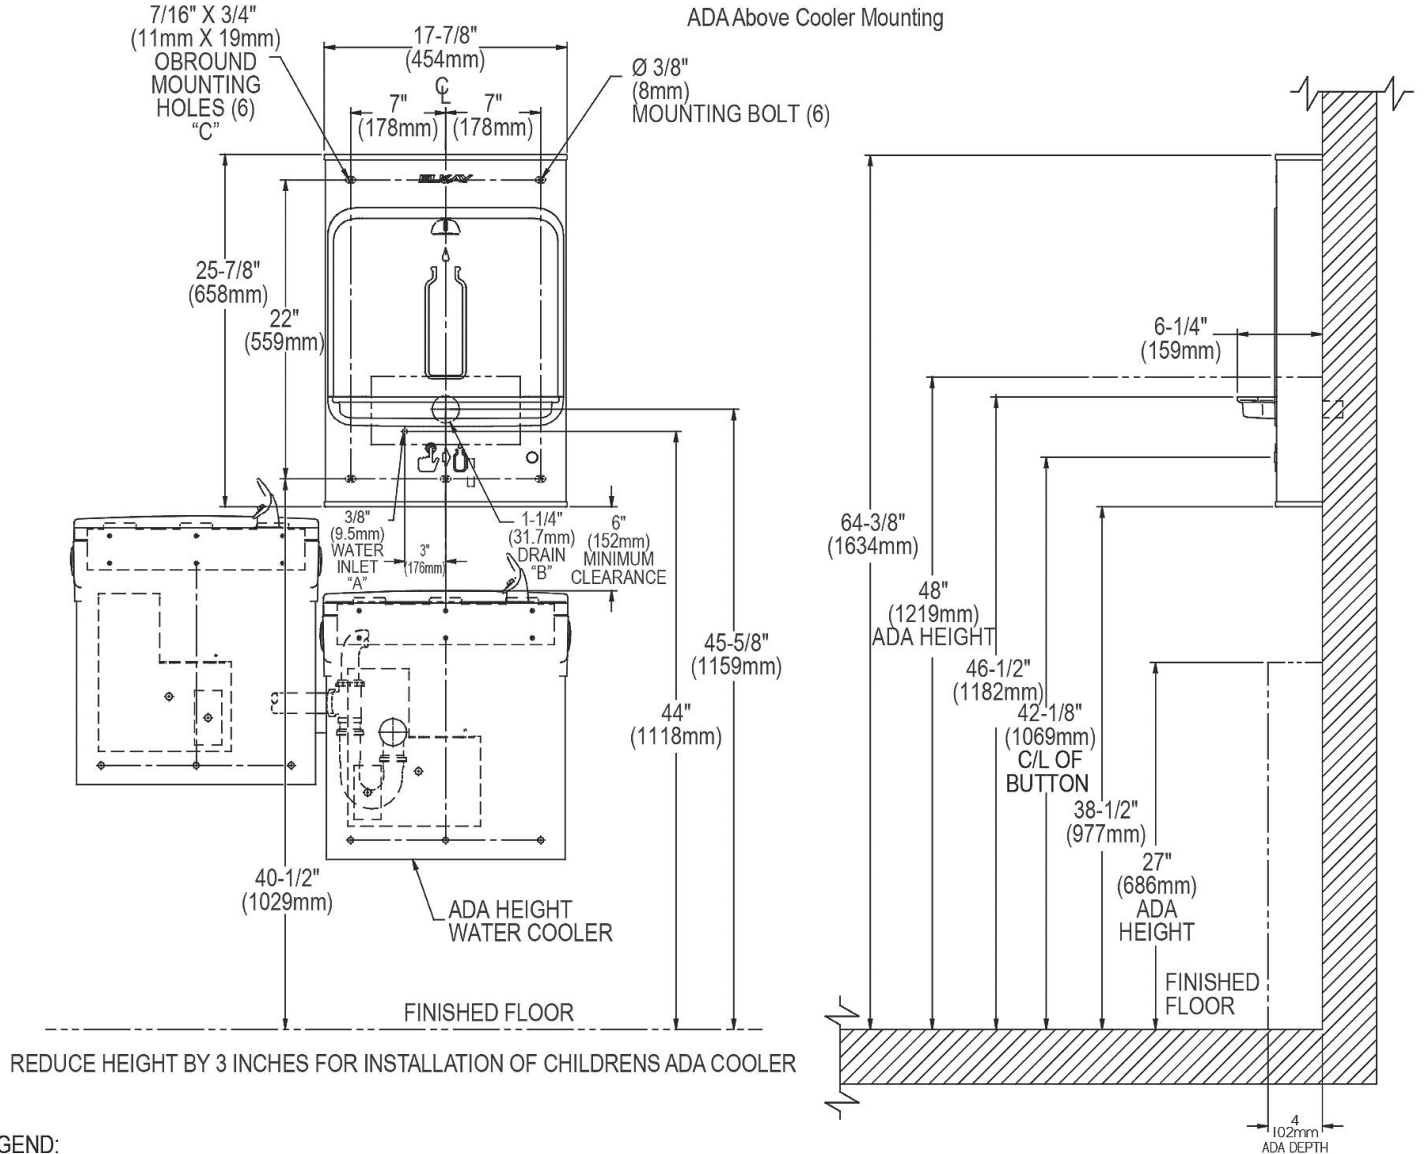 ADA Above Cooler Mounting
7/16" X 3/4"
(11mm X 19mm)
OBROUND
MOUNTING
HOLES (6)
"C"
17-7/8"
(454mm)
Ø 3/8"
(8mm)
MOUNTING BOLT (6)
C
L
7"
(178mm)
7"
(178mm)
ELKAY
25-7/8"
(658mm)
22"
(559mm)
6-1/4"
(159mm)
3/8"
(9.5mm)
WATER
INLET
"A"
3"
(176mm)
1-1/4"
(31.7mm)
DRAIN
"B"
6"
(152mm)
MINIMUM
CLEARANCE
64-3/8"
(1634mm)
48"
(1219mm)
ADA HEIGHT
45-5/8"
(1159mm)
46-1/2"
(1182mm)
44"
(1118mm)
42-1/8"
(1069mm)
C/L OF
BUTTON
38-1/2"
(977mm)
27"
(686mm)
ADA
HEIGHT
40-1/2"
(1029mm)
ADA HEIGHT
WATER COOLER
FINISHED
FLOOR
FINISHED FLOOR
REDUCE HEIGHT BY 3 INCHES FOR INSTALLATION OF CHILDRENS ADA COOLER
4
102mm
ADA DEPTH
GEND: